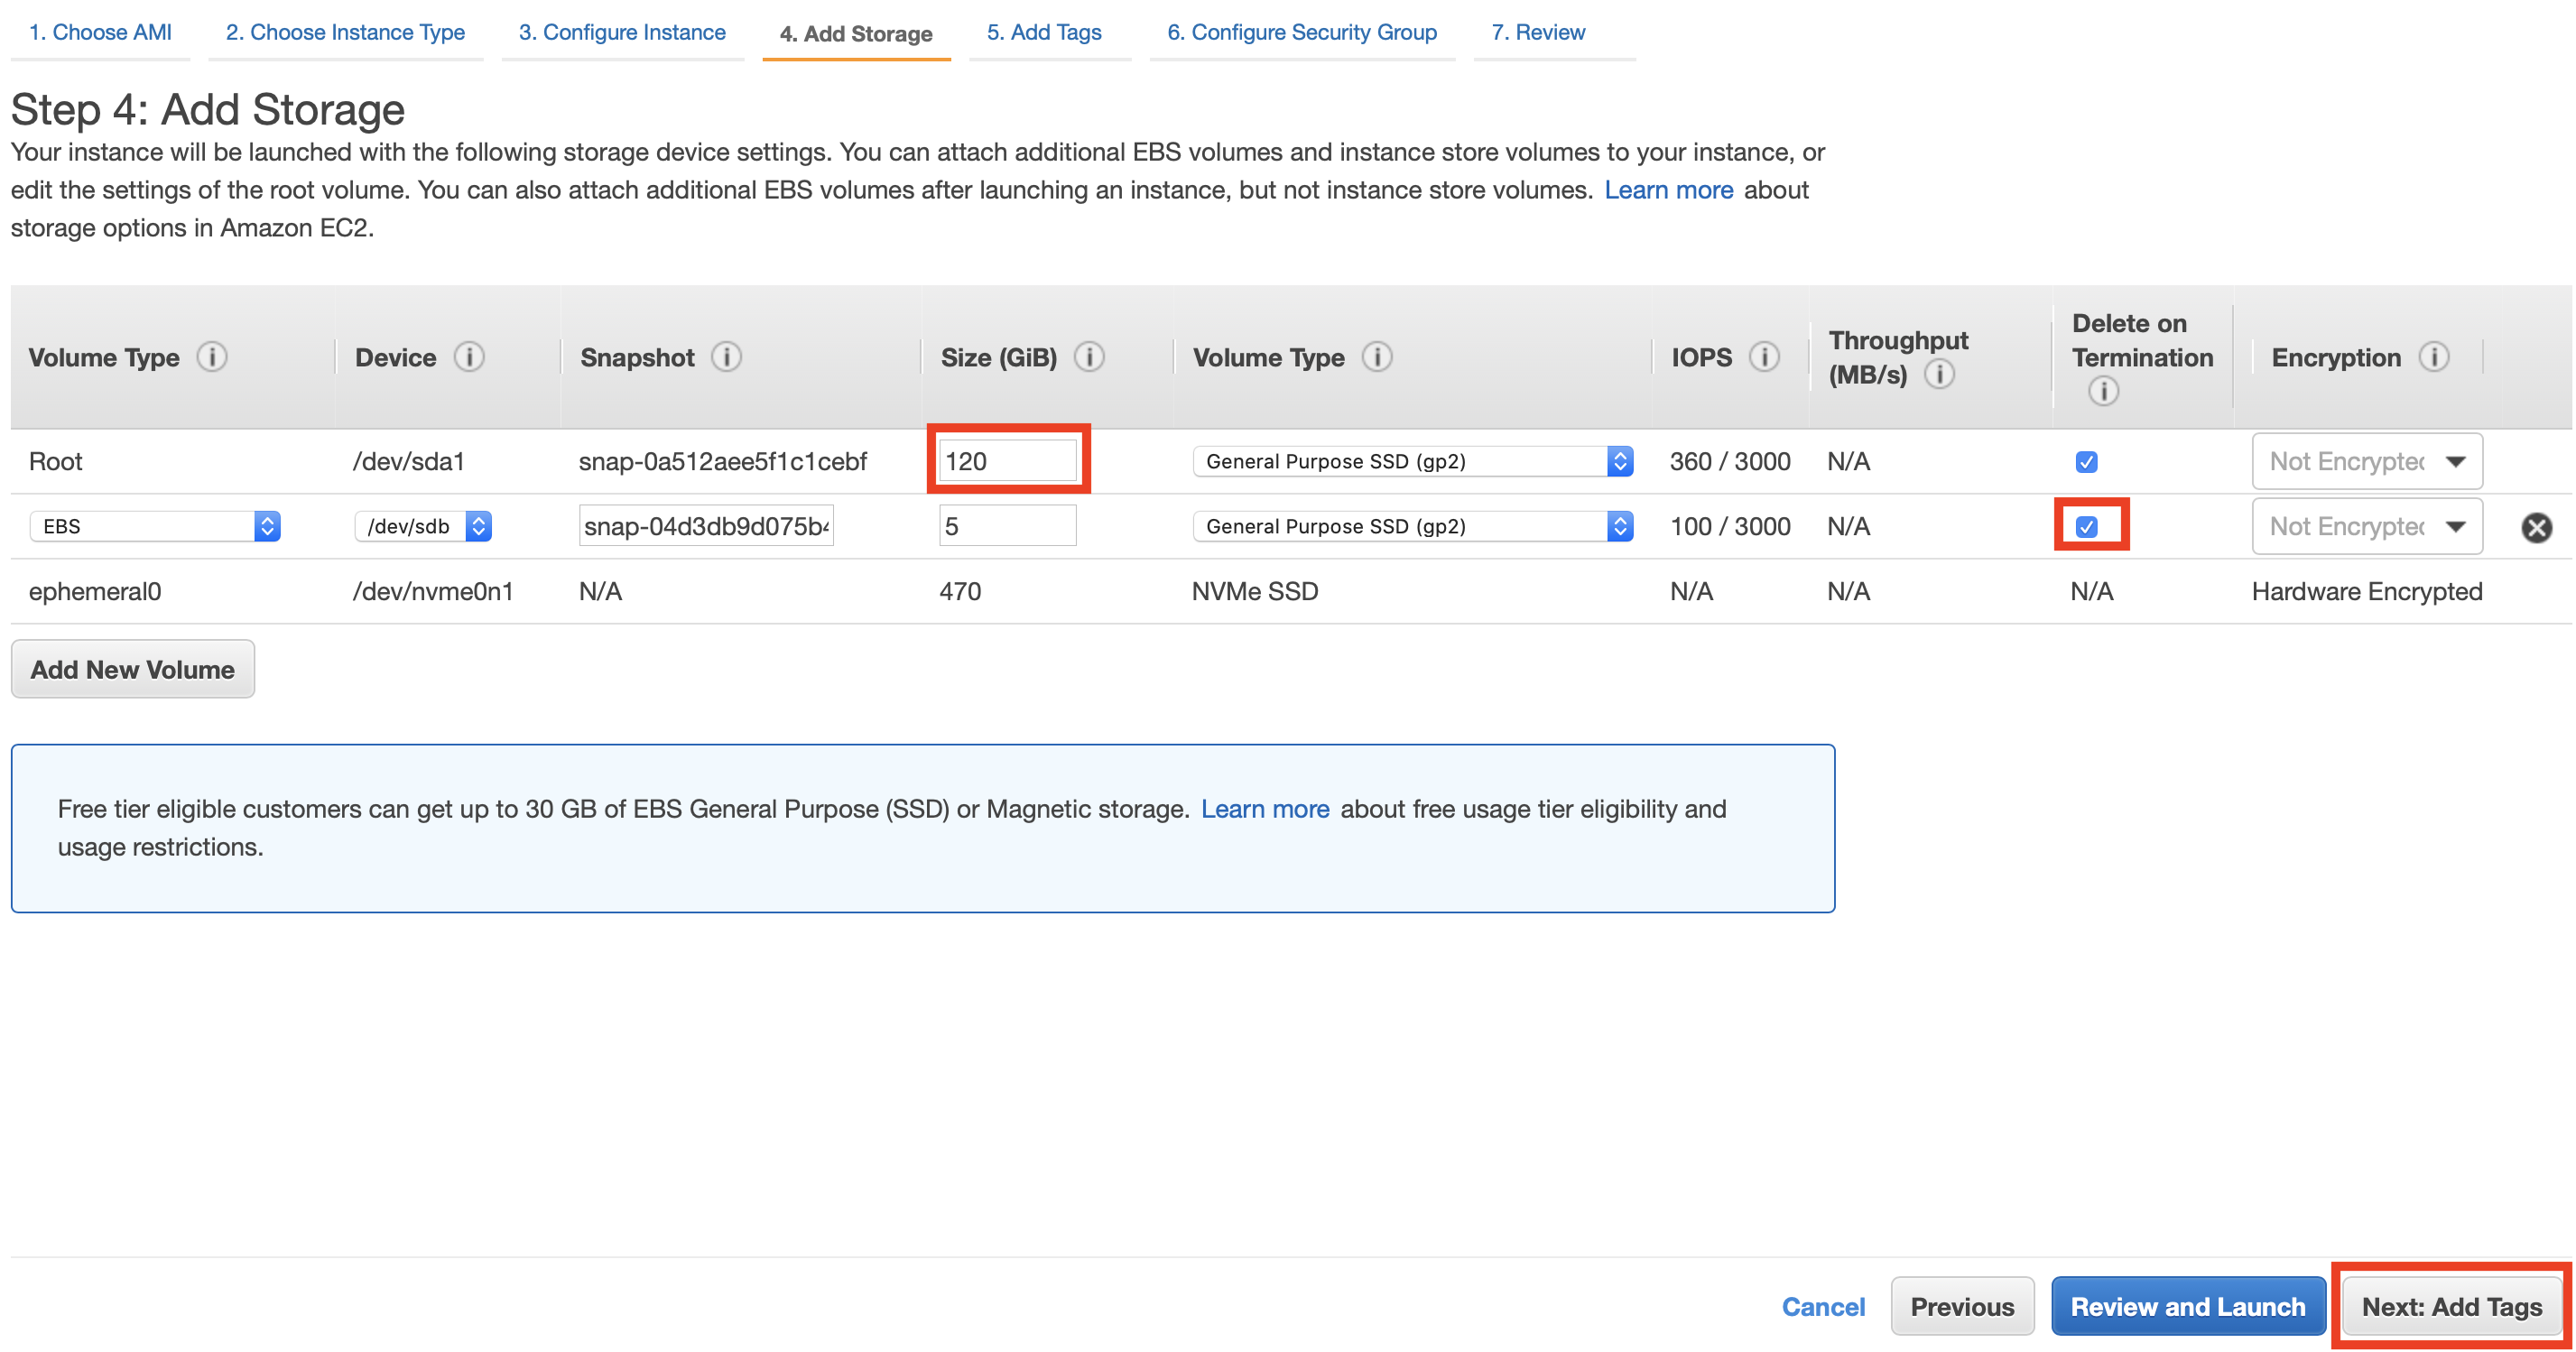 1. Choose AMI 2. Choose Instance Type 3. Configure Instance 4. Add Storage 5. Add Tags 6. Configure Security Group 7. Review
Step 4: Add Storage
Your instance will be launched with the following storage device settings. You can attach additional EBS volumes and instance store volumes to your instance, or
edit the settings of the root volume. You can also attach additional EBS volumes after launching an instance, but not instance store volumes. Learn more about
storage options in Amazon EC2.
Volume Type i Device i Snapshot i Size (GiB) i Volume Type i IOPS i Throughput (MB/s) i Delete on Termination i Encryption i
Root /dev/sda1 snap-0a512aee5f1c1cebf 120 General Purpose SSD (gp2) 360 / 3000 N/A Not Encrypted
EBS /dev/sdb snap-04d3db9d075b4 5 General Purpose SSD (gp2) 100 / 3000 N/A Not Encrypted
ephemeral0 /dev/nvme0n1 N/A 470 NVMe SSD N/A N/A N/A Hardware Encrypted
Add New Volume
Free tier eligible customers can get up to 30 GB of EBS General Purpose (SSD) or Magnetic storage. Learn more about free usage tier eligibility and
usage restrictions.
Cancel Previous Review and Launch Next: Add Tags